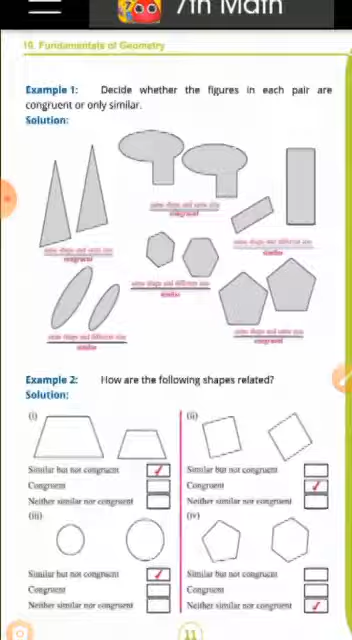 7th Math
10. Fundamentals of Geometry
Example 1: Decide whether the figures in each pair are
congruent or only similar.
Solution:
same shape and same size
congruent
same shape and same size
congruent
same shape and different size
similar
same shape and different size
similar
same shape and different size
similar
same shape and same size
congruent
Example 2: How are the following shapes related?
Solution:
(i)
Similar but not congruent
Congruent
Neither similar nor congruent
(ii)
Similar but not congruent
Congruent
Neither similar nor congruent
(iii)
Similar but not congruent
Congruent
Neither similar nor congruent
(iv)
Similar but not congruent
Congruent
Neither similar nor congruent
11